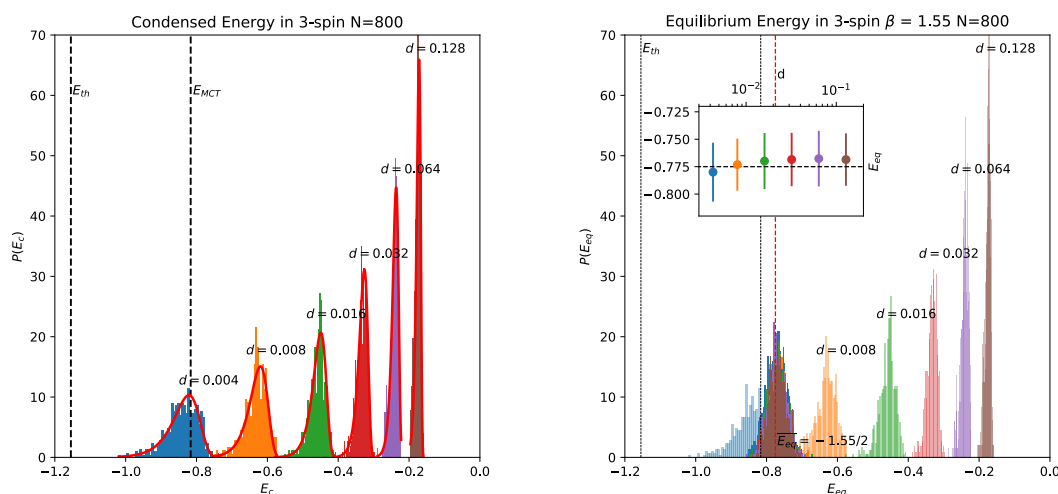 Condensed Energy in 3-spin N=800
70
60
50
40
30
20
10
0
P(E_c)
E_th
E_MCT
d = 0.128
d = 0.064
d = 0.032
d = 0.016
d = 0.008
d = 0.004
−1.2
−1.0
−0.8
−0.6
−0.4
−0.2
0.0
E_c
Equilibrium Energy in 3-spin β = 1.55 N=800
70
60
50
40
30
20
10
0
P(E_eq)
E_th
d
10⁻²
10⁻¹
−0.725
−0.750
−0.775
−0.800
E_eq
d = 0.128
d = 0.064
d = 0.032
d = 0.016
d = 0.008
E_eq = −1.55/2
−1.2
−1.0
−0.8
−0.6
−0.4
−0.2
0.0
E_eq